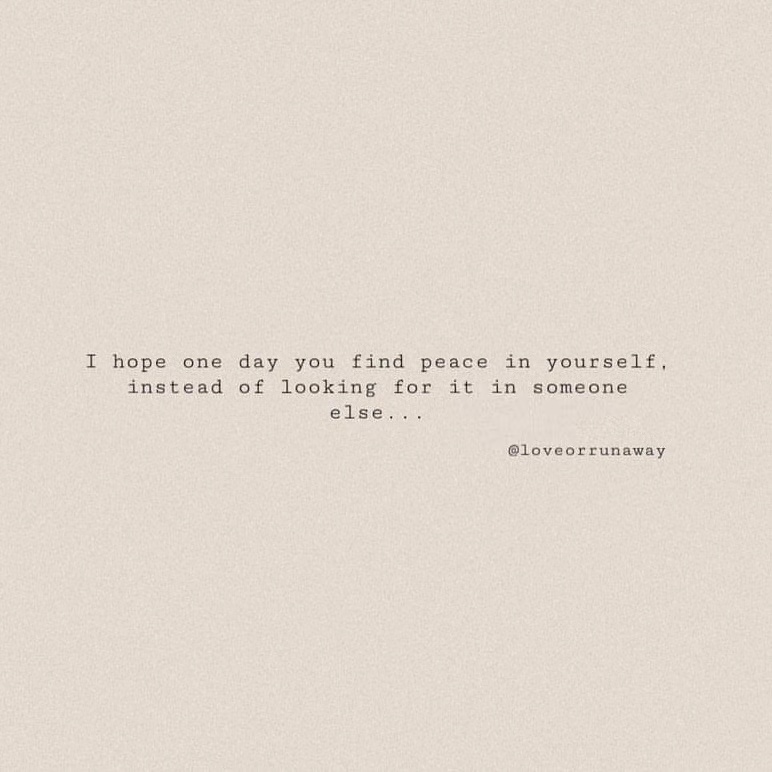 I hope one day you find peace in yourself,
instead of looking for it in someone
else...
@loveorrunaway